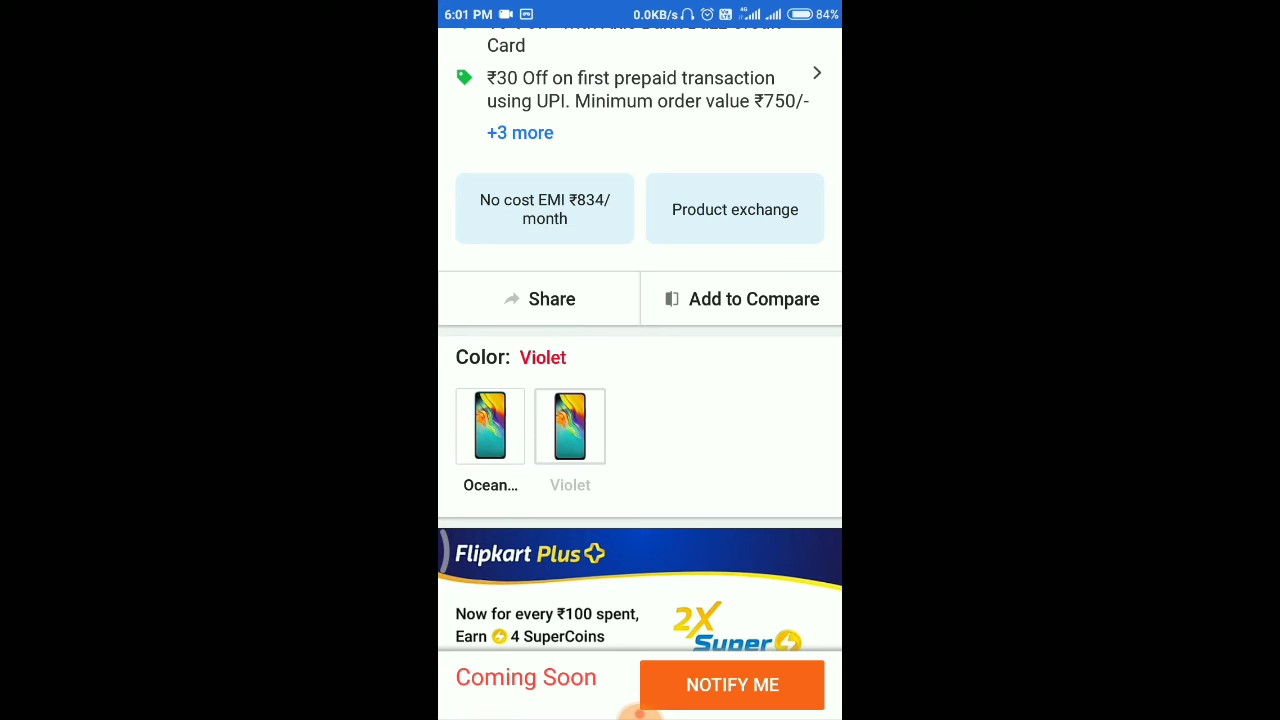 6:01 PM 0.0KB/s 4G 84%
Card
₹30 Off on first prepaid transaction
using UPI. Minimum order value ₹750/-
+3 more
No cost EMI ₹834/
month
Product exchange
Share
Add to Compare
Color: Violet
Ocean...
Violet
Flipkart Plus
Now for every ₹100 spent,
Earn 4 SuperCoins
2X
Super
Coming Soon
NOTIFY ME